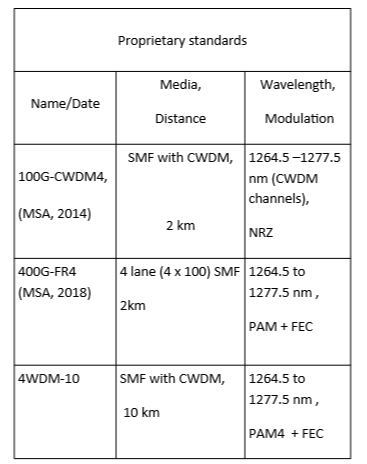 Proprietary standards
Name/Date
Media,
Distance
Wavelength,
Modulation
100G-CWDM4,
(MSA, 2014)
SMF with CWDM,
2 km
1264.5 –1277.5
nm (CWDM
channels),
NRZ
400G-FR4
(MSA, 2018)
4 lane (4 x 100) SMF
2km
1264.5 to
1277.5 nm ,
PAM + FEC
4WDM-10
SMF with CWDM,
10 km
1264.5 to
1277.5 nm ,
PAM4 + FEC